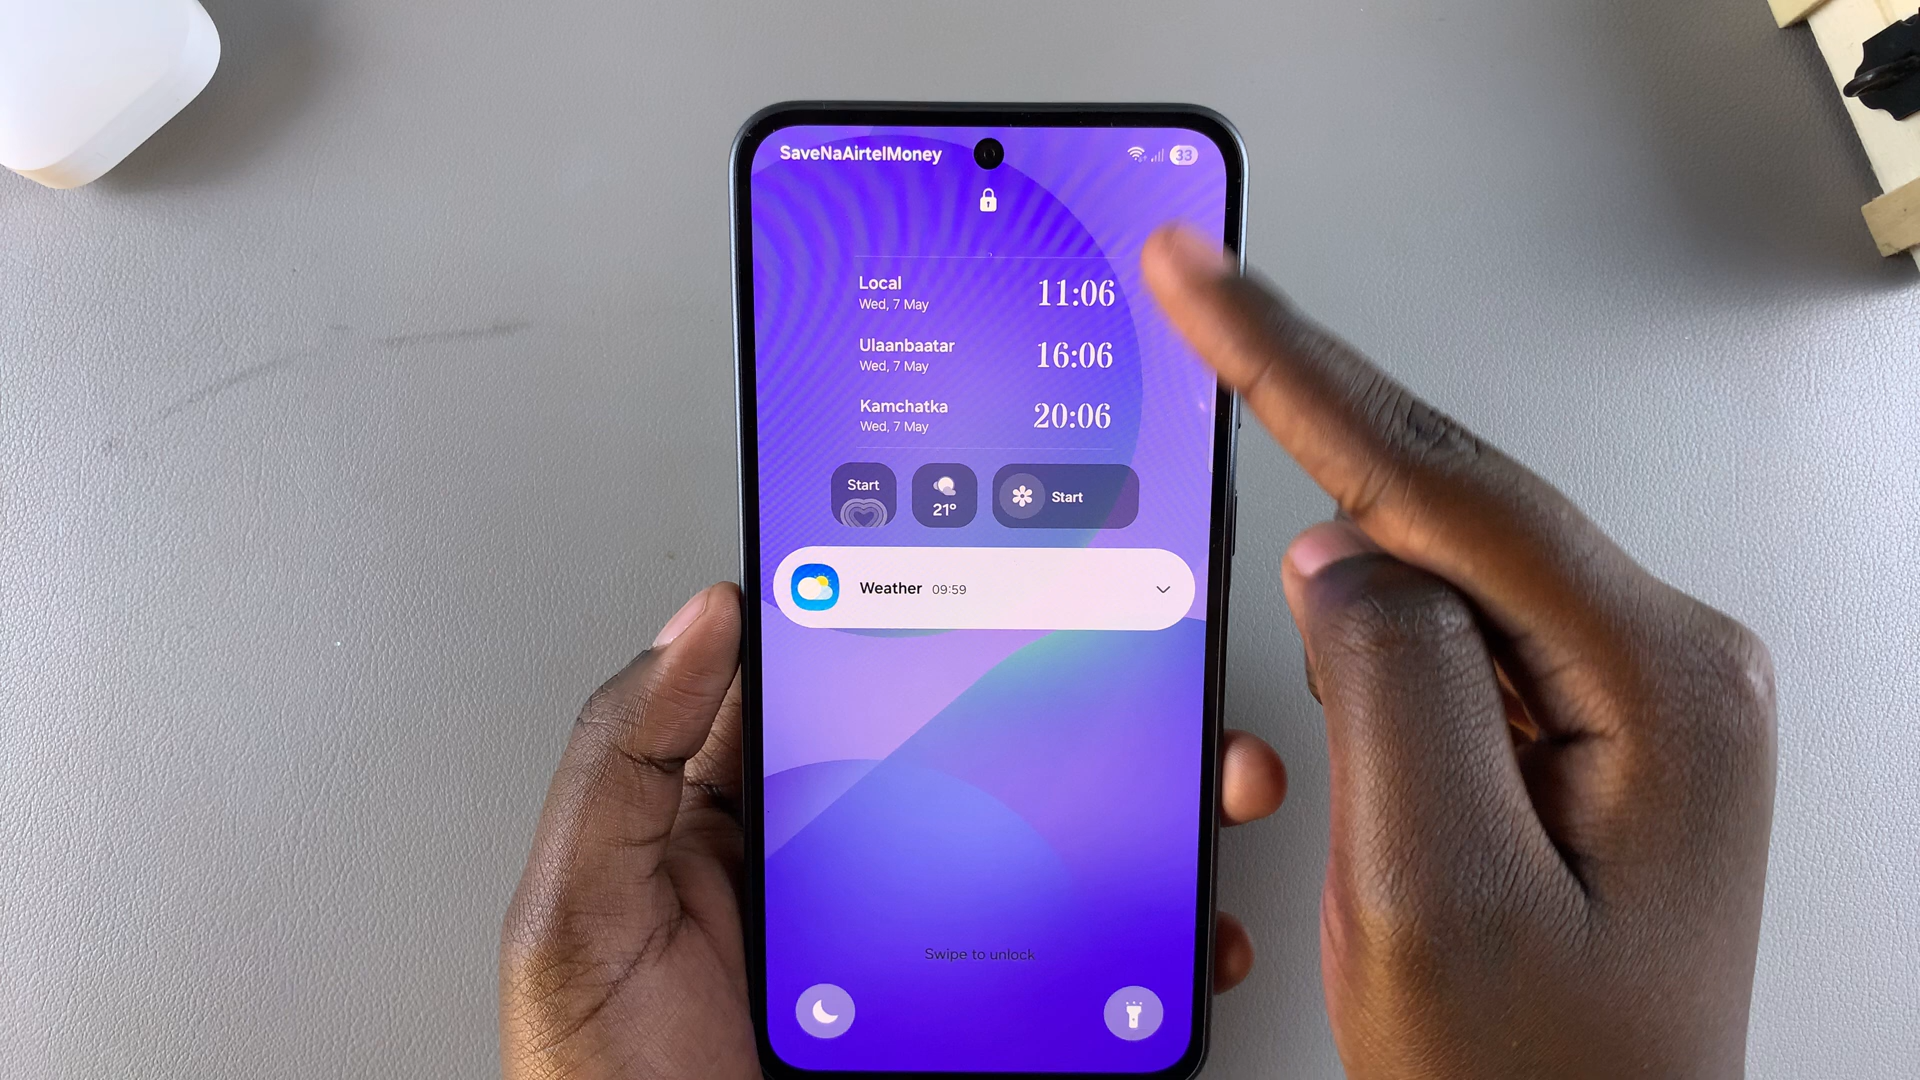 SaveNaAirtelMoney
33
Local
11:06
Wed, 7 May
Ulaanbaatar
16:06
Wed, 7 May
Kamchatka
20:06
Wed, 7 May
Start
21°
Start
Weather 09:59
Swipe to unlock